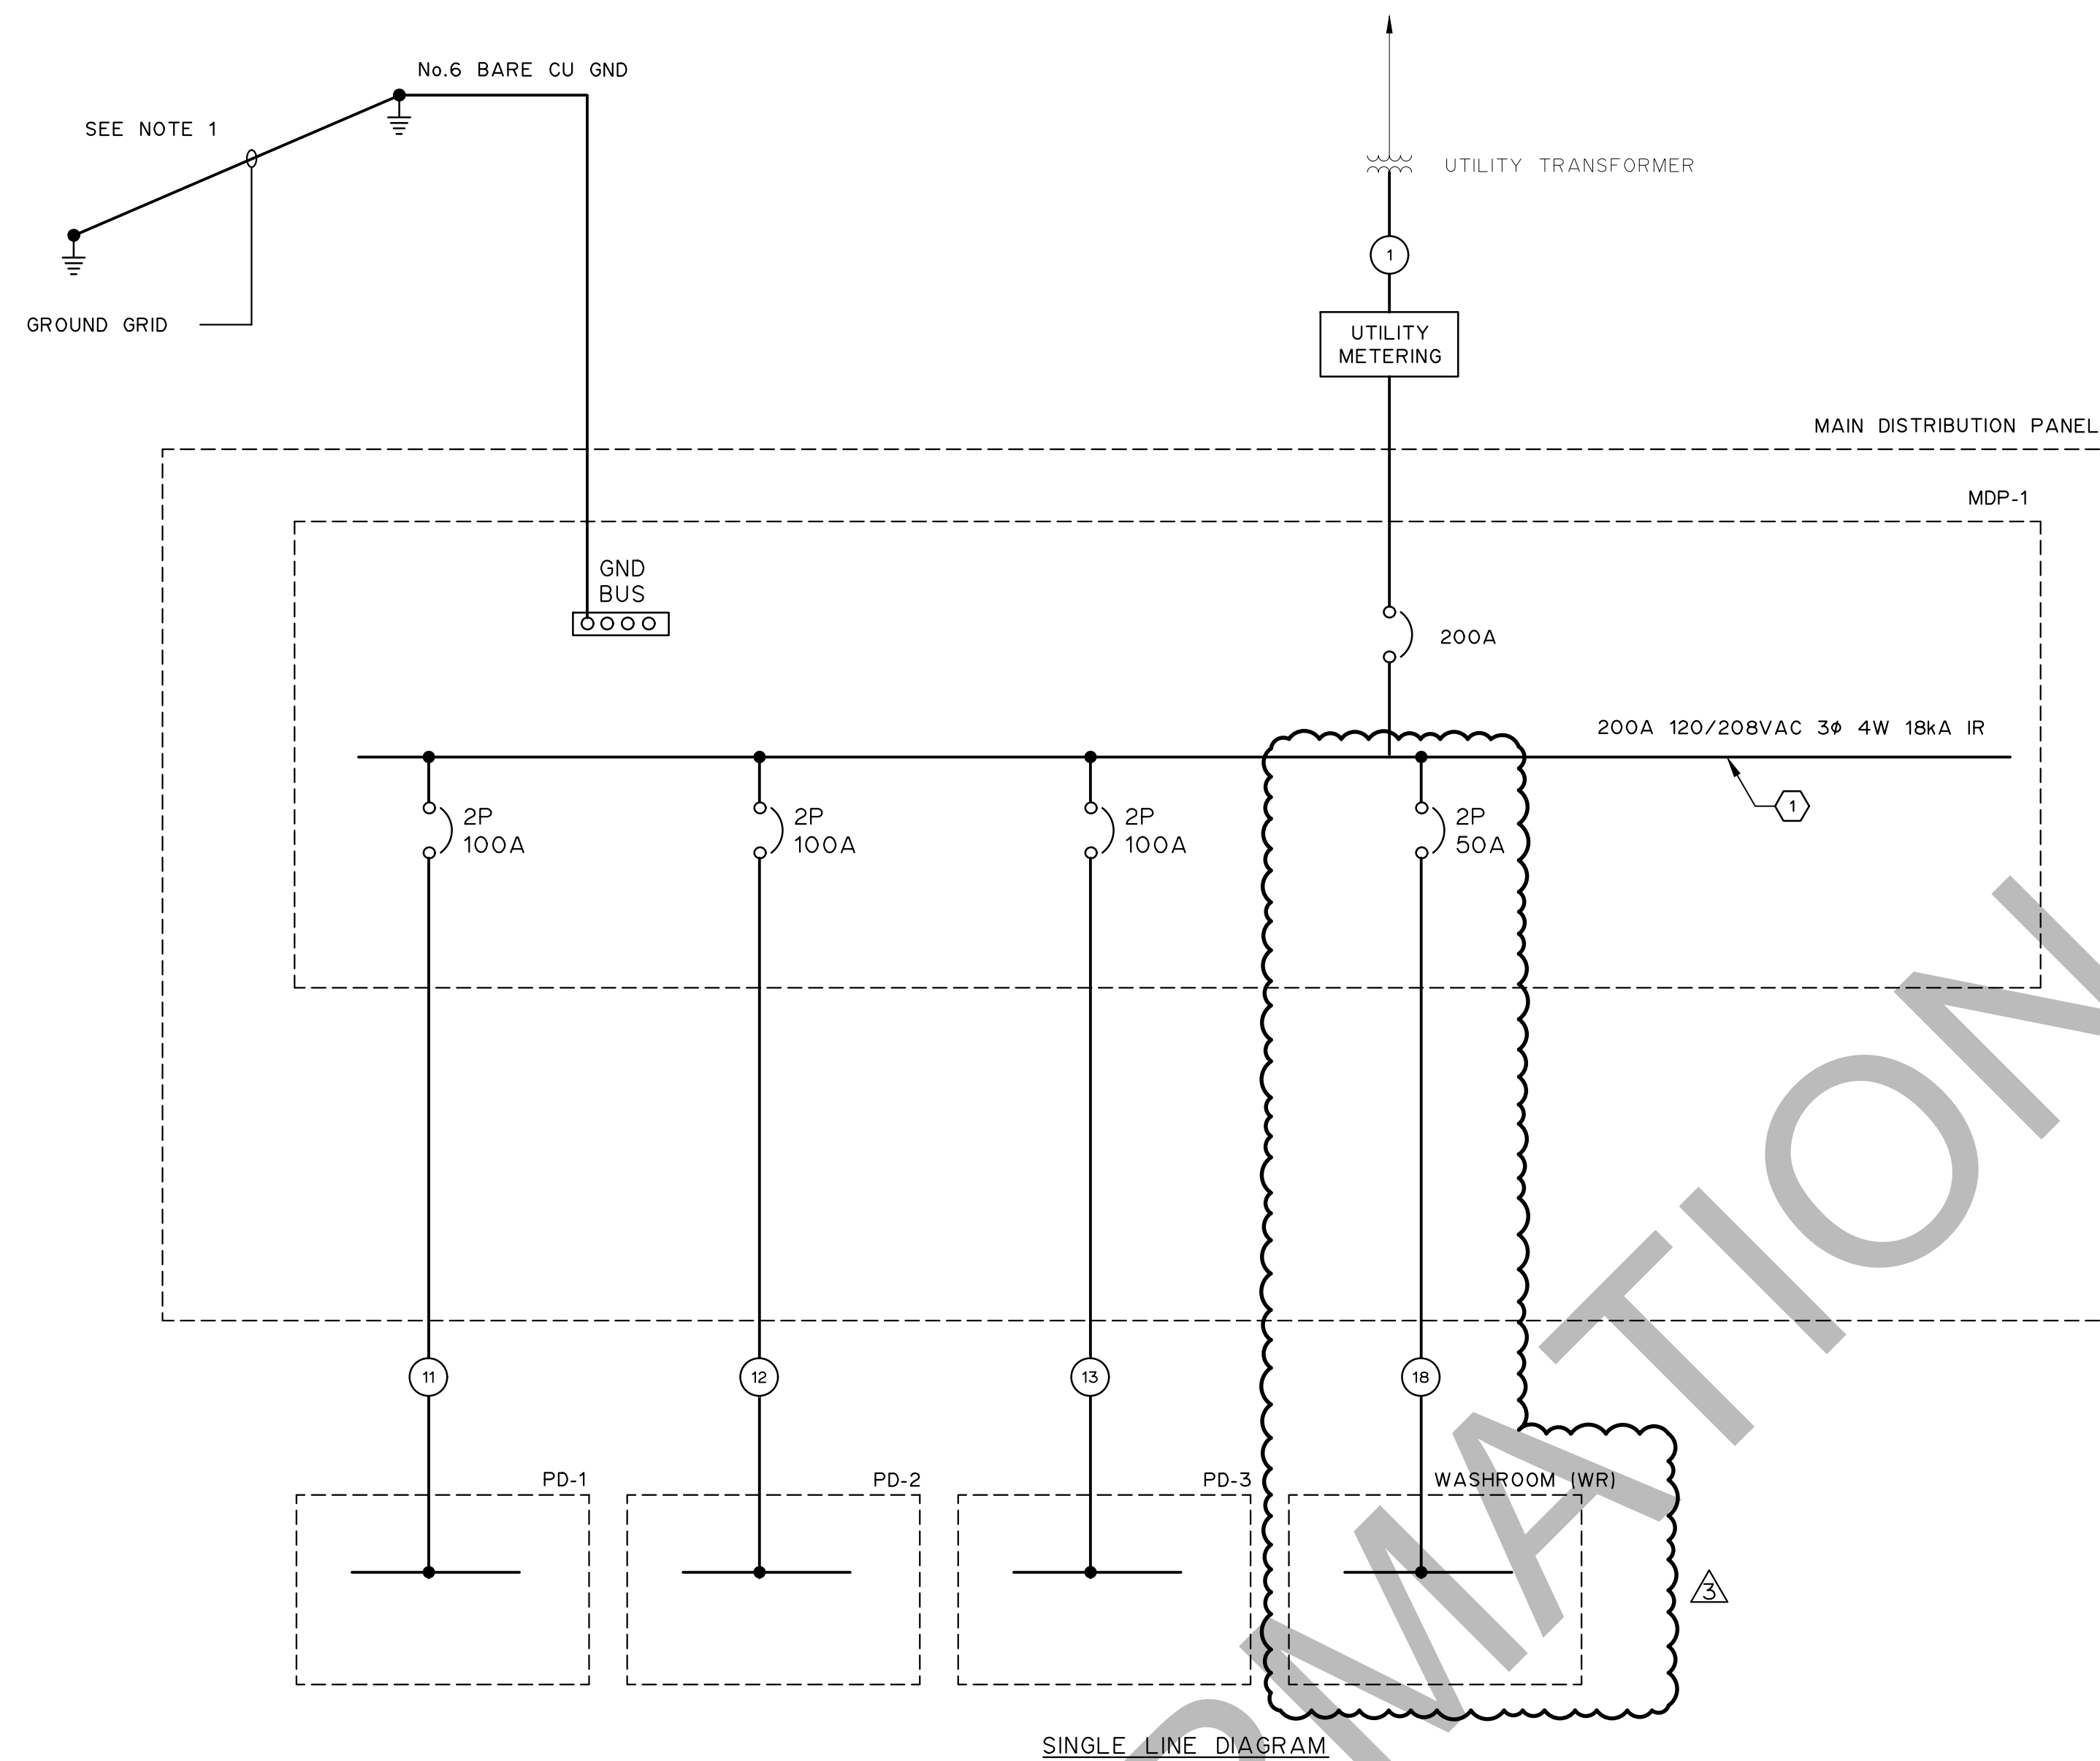 No.6 BARE CU GND
SEE NOTE 1
UTILITY TRANSFORMER
1
GROUND GRID
UTILITY
METERING
MAIN DISTRIBUTION PANEL
MDP-1
GND
BUS
200A
200A 120/208VAC 3ø 4W 18kA IR
1
2P
100A
2P
100A
2P
100A
2P
50A
11
12
13
18
PD-1
PD-2
PD-3
WASHROOM (WR)
3
SINGLE LINE DIAGRAM
RMATION